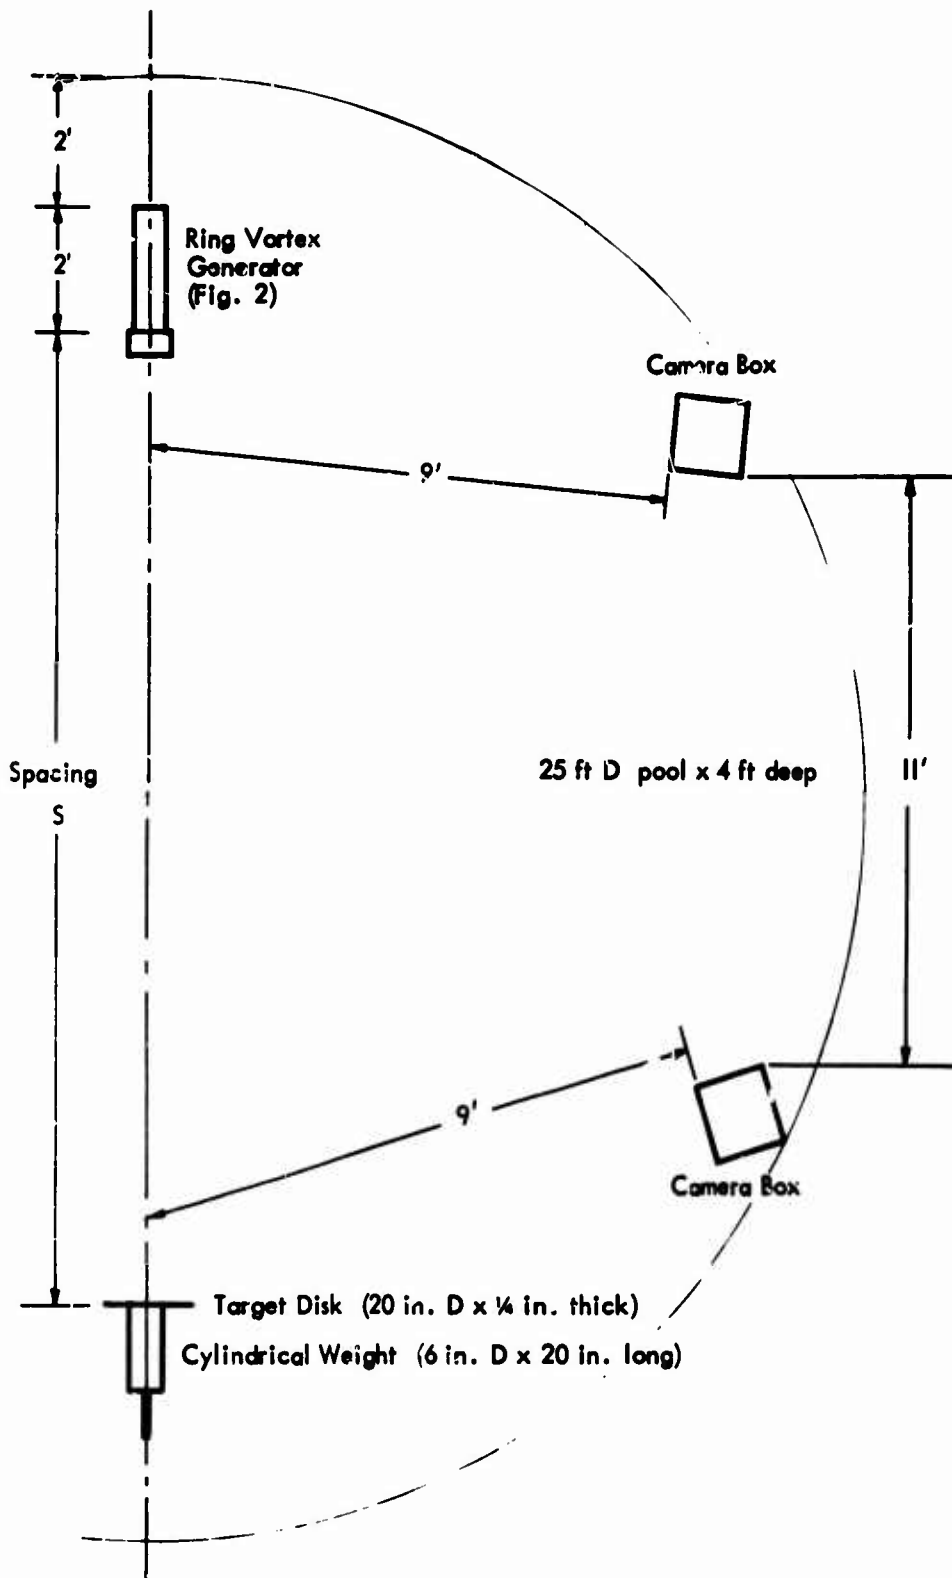 2'
2'
Ring Vortex
Generator
(Fig. 2)
Camera Box
9'
Spacing
S
25 ft D pool x 4 ft deep
11'
9'
Camera Box
Target Disk (20 in. D x ¼ in. thick)
Cylindrical Weight (6 in. D x 20 in. long)